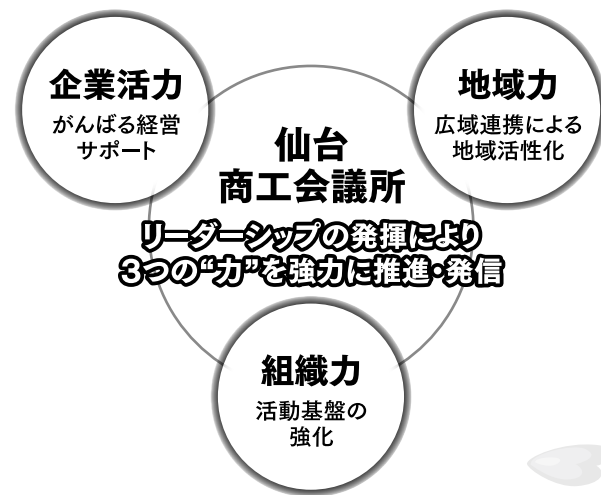 企業活力
がんばる経営
サポート
地域力
広域連携による
地域活性化
仙台
商工会議所
リーダーシップの発揮により
3つの“力”を強力に推進・発信
組織力
活動基盤の
強化